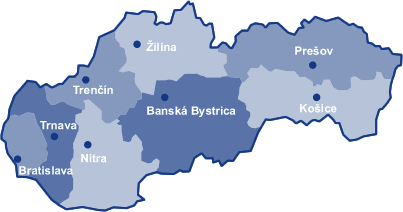 Žilina
Prešov
Trenčín
Banská Bystrica
Košice
Trnava
Nitra
Bratislava